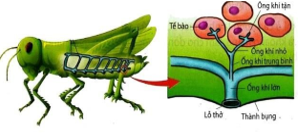 Ống khí tận
Tế bào
Ống khí nhỏ
Ống khí trung bình
Ống khí lớn
Lỗ thở
Thành bụng